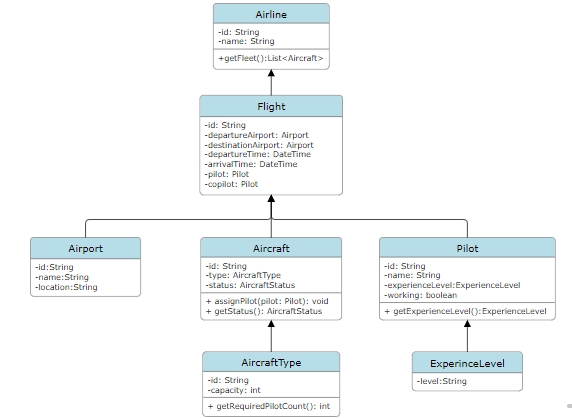 Airline
-id: String
-name: String
+getFleet():List<Aircraft>
Flight
-id: String
-departureAirport: Airport
-destinationAirport: Airport
-departureTime: DateTime
-arrivalTime: DateTime
-pilot: Pilot
-copilot: Pilot
Airport
-id:String
-name:String
-location:String
Aircraft
-id: String
-type: AircraftType
-status: AircraftStatus
+ assignPilot(pilot: Pilot): void
+ getStatus(): AircraftStatus
Pilot
-id: String
-name: String
-experienceLevel:ExperienceLevel
-working: boolean
+ getExperienceLevel():ExperienceLevel
AircraftType
-id: String
-capacity: int
+ getRequiredPilotCount(): int
ExperinceLevel
-level:String